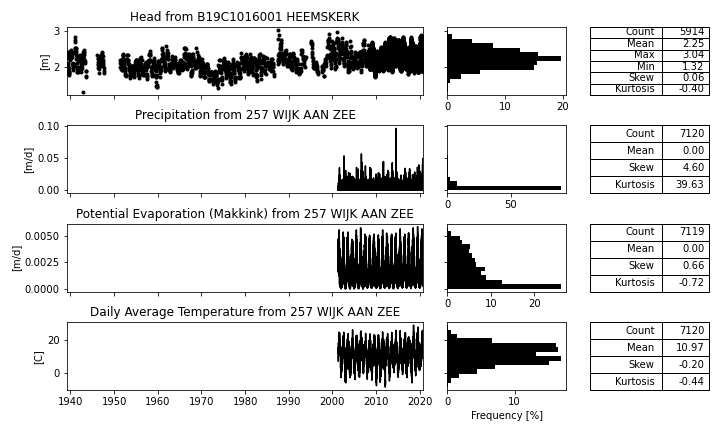 Head from B19C1016001 HEEMSKERK
3
2
[m]
0
10
20
Count 5914
Mean 2.25
Max 3.04
Min 1.32
Skew 0.06
Kurtosis -0.40
Precipitation from 257 WIJK AAN ZEE
0.10
0.05
0.00
[m/d]
0
50
Count 7120
Mean 0.00
Skew 4.60
Kurtosis 39.63
Potential Evaporation (Makkink) from 257 WIJK AAN ZEE
0.0050
0.0025
0.0000
[m/d]
0
10
20
Count 7119
Mean 0.00
Skew 0.66
Kurtosis -0.72
Daily Average Temperature from 257 WIJK AAN ZEE
20
0
[C]
1940 1950 1960 1970 1980 1990 2000 2010 2020
0
10
Frequency [%]
Count 7120
Mean 10.97
Skew -0.20
Kurtosis -0.44